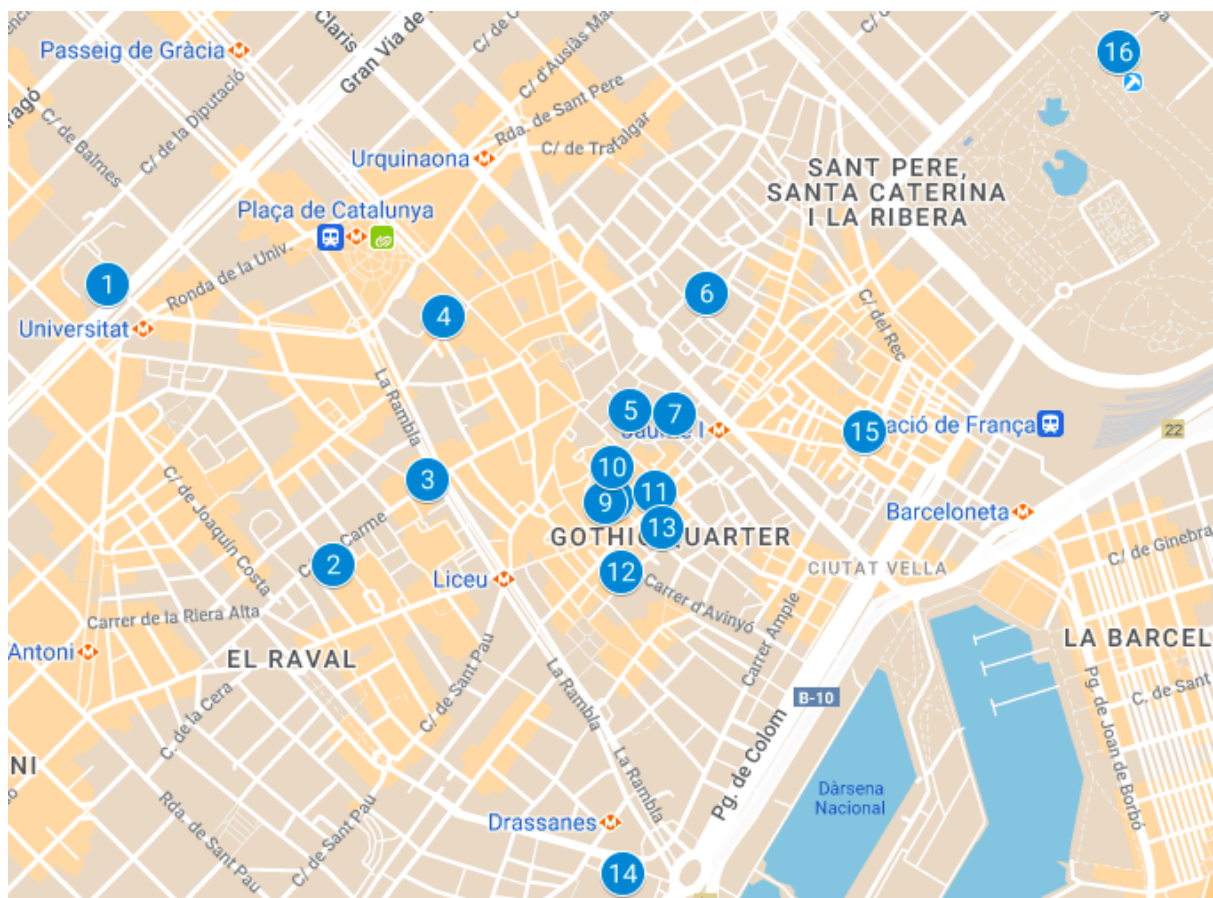 Passeig de Gràcia
Claris
Gran Via de
C/ d'Ausiàs Mar
C/ de la Diputació
C/ de Balmes
Rda. de Sant Pere
C/ de Trafalgar
Urquinaona
16
SANT PERE,
SANTA CATERINA
I LA RIBERA
Plaça de Catalunya
Ronda de la Univ.
1
Universitat
4
6
C/ del Rec
La Rambla
5
7
Jaume I
15
ació de França
22
3
10
9
11
13
GOTHIC QUARTER
Barceloneta
C/ de Ginebra
C/ de Joaquín Costa
Carme
2
Liceu
12
Carrer d'Avinyó
CIUTAT VELLA
Carrer de la Riera Alta
Antoni
EL RAVAL
C/ de Sant Pau
Carrer Ample
LA BARCEL
C. de la Cera
La Rambla
B-10
C. de Sant
Pg. de Joan de Borbó
NI
La Rambla
Pg. de Colom
Dàrsena
Nacional
Rda. de Sant Pau
C/ de Sant Pau
Drassanes
14